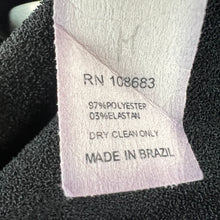 RN 108683
97%POLYESTER
03%ELASTAN
DRY CLEAN ONLY
MADE IN BRAZIL